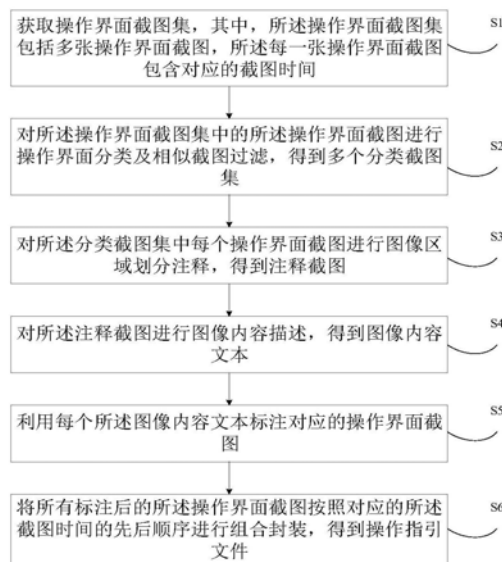 获取操作界面截图集，其中，所述操作界面截图集
包括多张操作界面截图，所述每一张操作界面截图
包含对应的截图时间
S1
对所述操作界面截图集中的所述操作界面截图进行
操作界面分类及相似截图过滤，得到多个分类截图
集
S2
对所述分类截图集中每个操作界面截图进行图像区
域划分注释，得到注释截图
S3
对所述注释截图进行图像内容描述，得到图像内容
文本
S4
利用每个所述图像内容文本标注对应的操作界面截
图
S5
将所有标注后的所述操作界面截图按照对应的所述
截图时间的先后顺序进行组合封装，得到操作指引
文件
S6